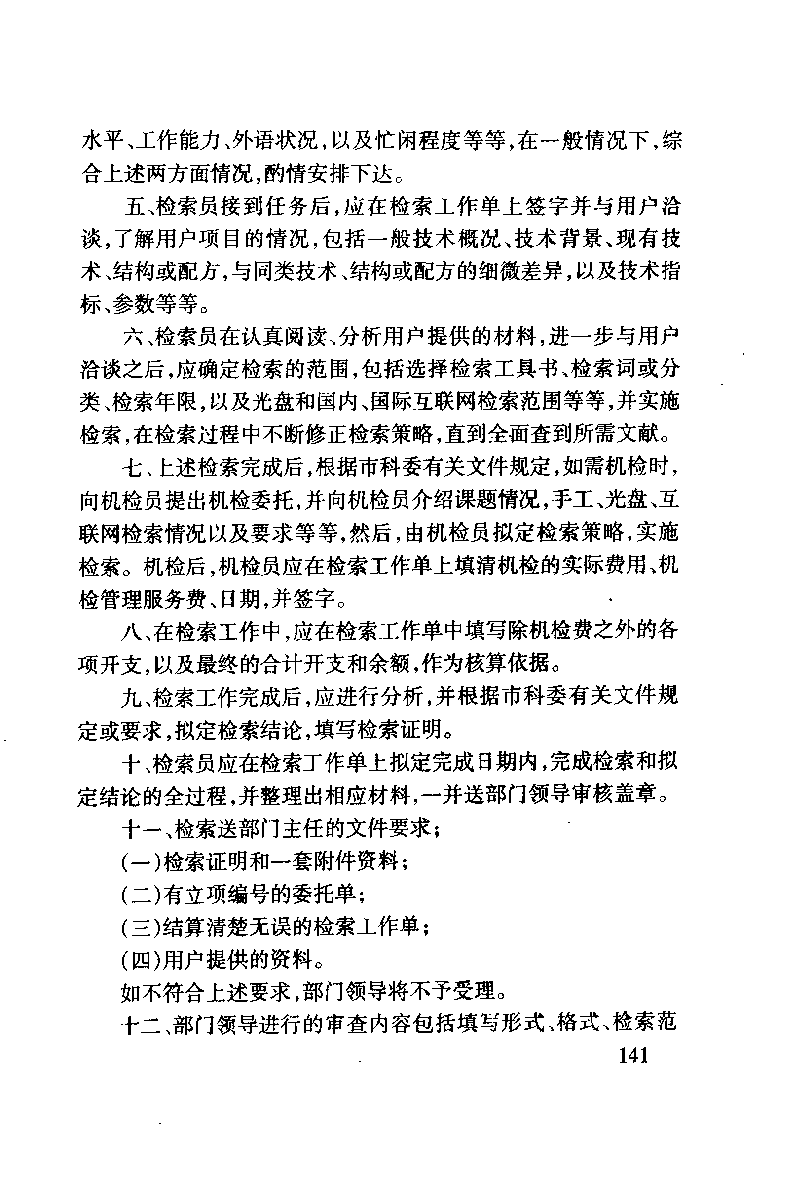 水平、工作能力、外语状况,以及忙闲程度等等,在一般情况下,综
合上述两方面情况,酌情安排下达。
五、检索员接到任务后,应在检索工作单上签字并与用户洽
谈,了解用户项目的情况,包括一般技术概况、技术背景、现有技
术、结构或配方,与同类技术、结构或配方的细微差异,以及技术指
标、参数等等。
六、检索员在认真阅读、分析用户提供的材料,进一步与用户
洽谈之后,应确定检索的范围,包括选择检索工具书、检索词或分
类、检索年限,以及光盘和国内、国际互联网检索范围等等,并实施
检索,在检索过程中不断修正检索策略,直到全面查到所需文献。
七、上述检索完成后,根据市科委有关文件规定,如需机检时,
向机检员提出机检委托,并向机检员介绍课题情况,手工、光盘、互
联网检索情况以及要求等等,然后,由机检员拟定检索策略,实施
检索。机检后,机检员应在检索工作单上填清机检的实际费用、机
检管理服务费、日期,并签字。
八、在检索工作中,应在检索工作单中填写除机检费之外的各
项开支,以及最终的合计开支和余额,作为核算依据。
九、检索工作完成后,应进行分析,并根据市科委有关文件规
定或要求,拟定检索结论,填写检索证明。
十、检索员应在检索工作单上拟定完成日期内,完成检索和拟
定结论的全过程,并整理出相应材料,一并送部门领导审核盖章。
十一、检索送部门主任的文件要求;
(一)检索证明和一套附件资料;
(二)有立项编号的委托单;
(三)结算清楚无误的检索工作单;
(四)用户提供的资料。
如不符合上述要求,部门领导将不予受理。
十二、部门领导进行的审查内容包括填写形式、格式、检索范
141